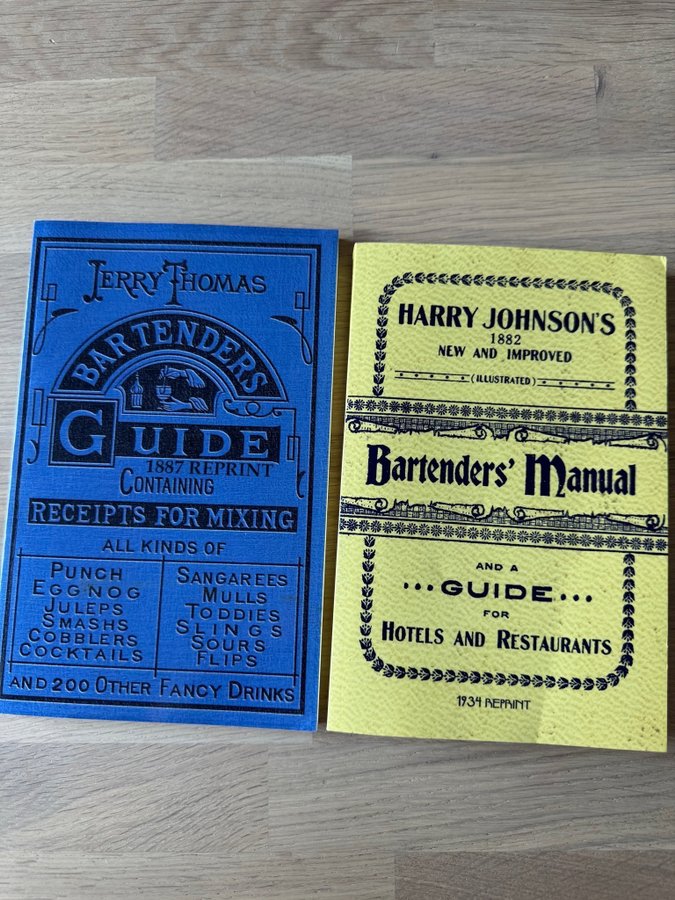 JERRY THOMAS
BARTENDERS
GUIDE
1887 REPRINT
CONTAINING
RECEIPTS FOR MIXING
ALL KINDS OF
PUNCH
EGGNOG
JULEPS
SMASHS
COBBLERS
COCKTAILS
SANGAREES
MULLS
TODDIES
SLINGS
SOURS
FLIPS
AND 200 OTHER FANCY DRINKS
HARRY JOHNSON'S
1882
NEW AND IMPROVED
(ILLUSTRATED)
Bartenders' Manual
AND A
...GUIDE...
FOR
HOTELS AND RESTAURANTS
1934 REPRINT